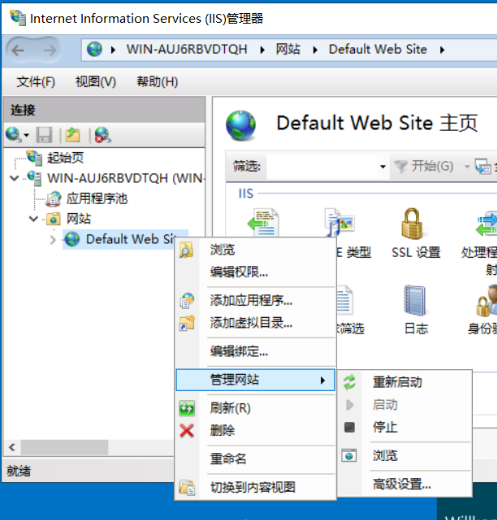 Internet Information Services (IIS)管理器
WIN-AUJ6RBVDTQH
网站
Default Web Site
文件(F)
视图(V)
帮助(H)
连接
Default Web Site 主页
筛选:
开始(G)
起始页
WIN-AUJ6RBVDTQH (WIN-
应用程序池
网站
Default Web Site
IIS
E 类型
SSL 设置
处理程
射
筛选
日志
身份验
浏览
编辑权限...
添加应用程序...
添加虚拟目录...
编辑绑定...
管理网站
刷新(R)
删除
重命名
切换到内容视图
重新启动
启动
停止
浏览
高级设置...
就绪